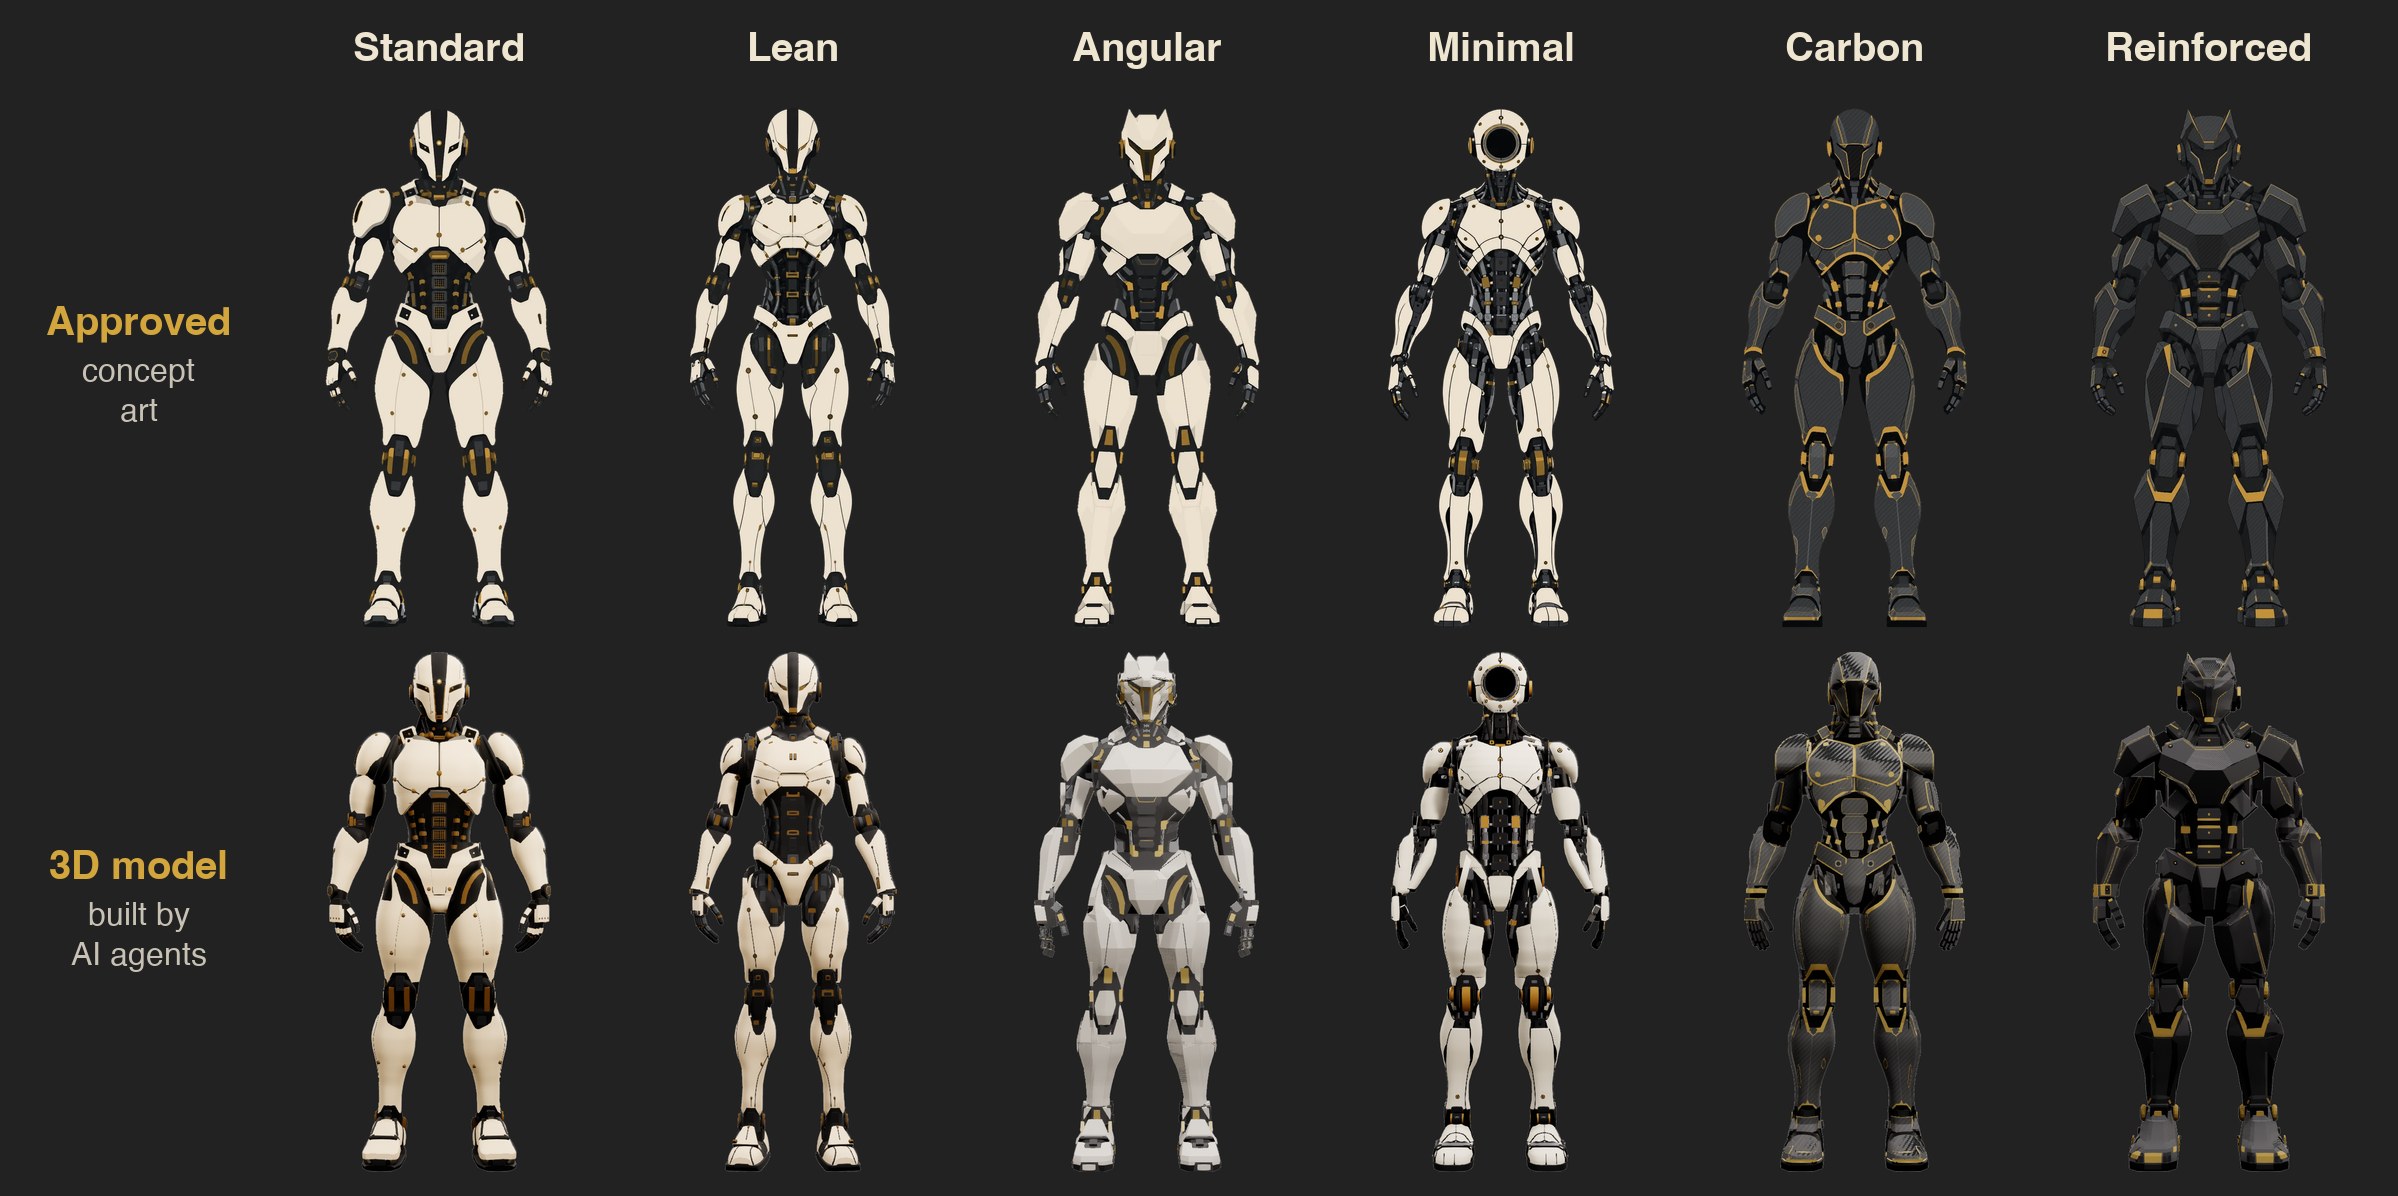 Standard
Lean
Angular
Minimal
Carbon
Reinforced
Approved
concept
art
3D model
built by
AI agents